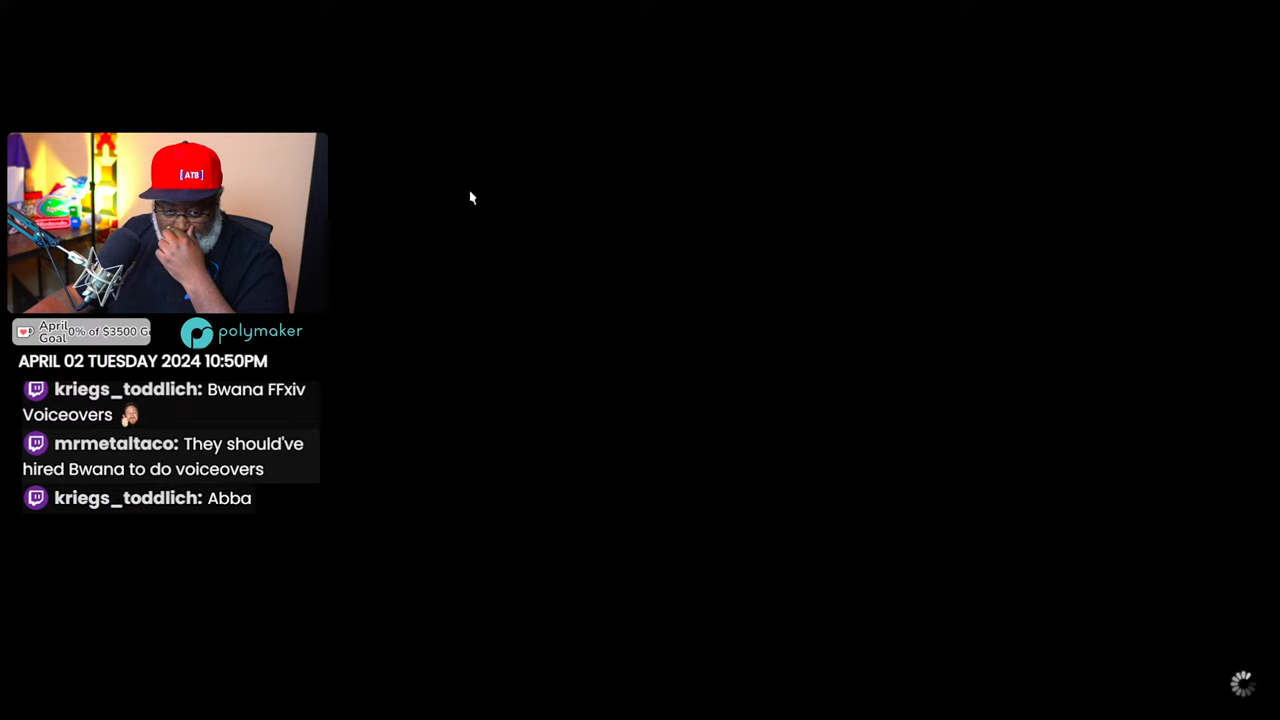 [ATB]
April
Goal
0% of $3500 G
polymaker
APRIL 02 TUESDAY 2024 10:50PM
kriegs_toddlich: Bwana FFxiv
Voiceovers
mrmetaltaco: They should've
hired Bwana to do voiceovers
kriegs_toddlich: Abba